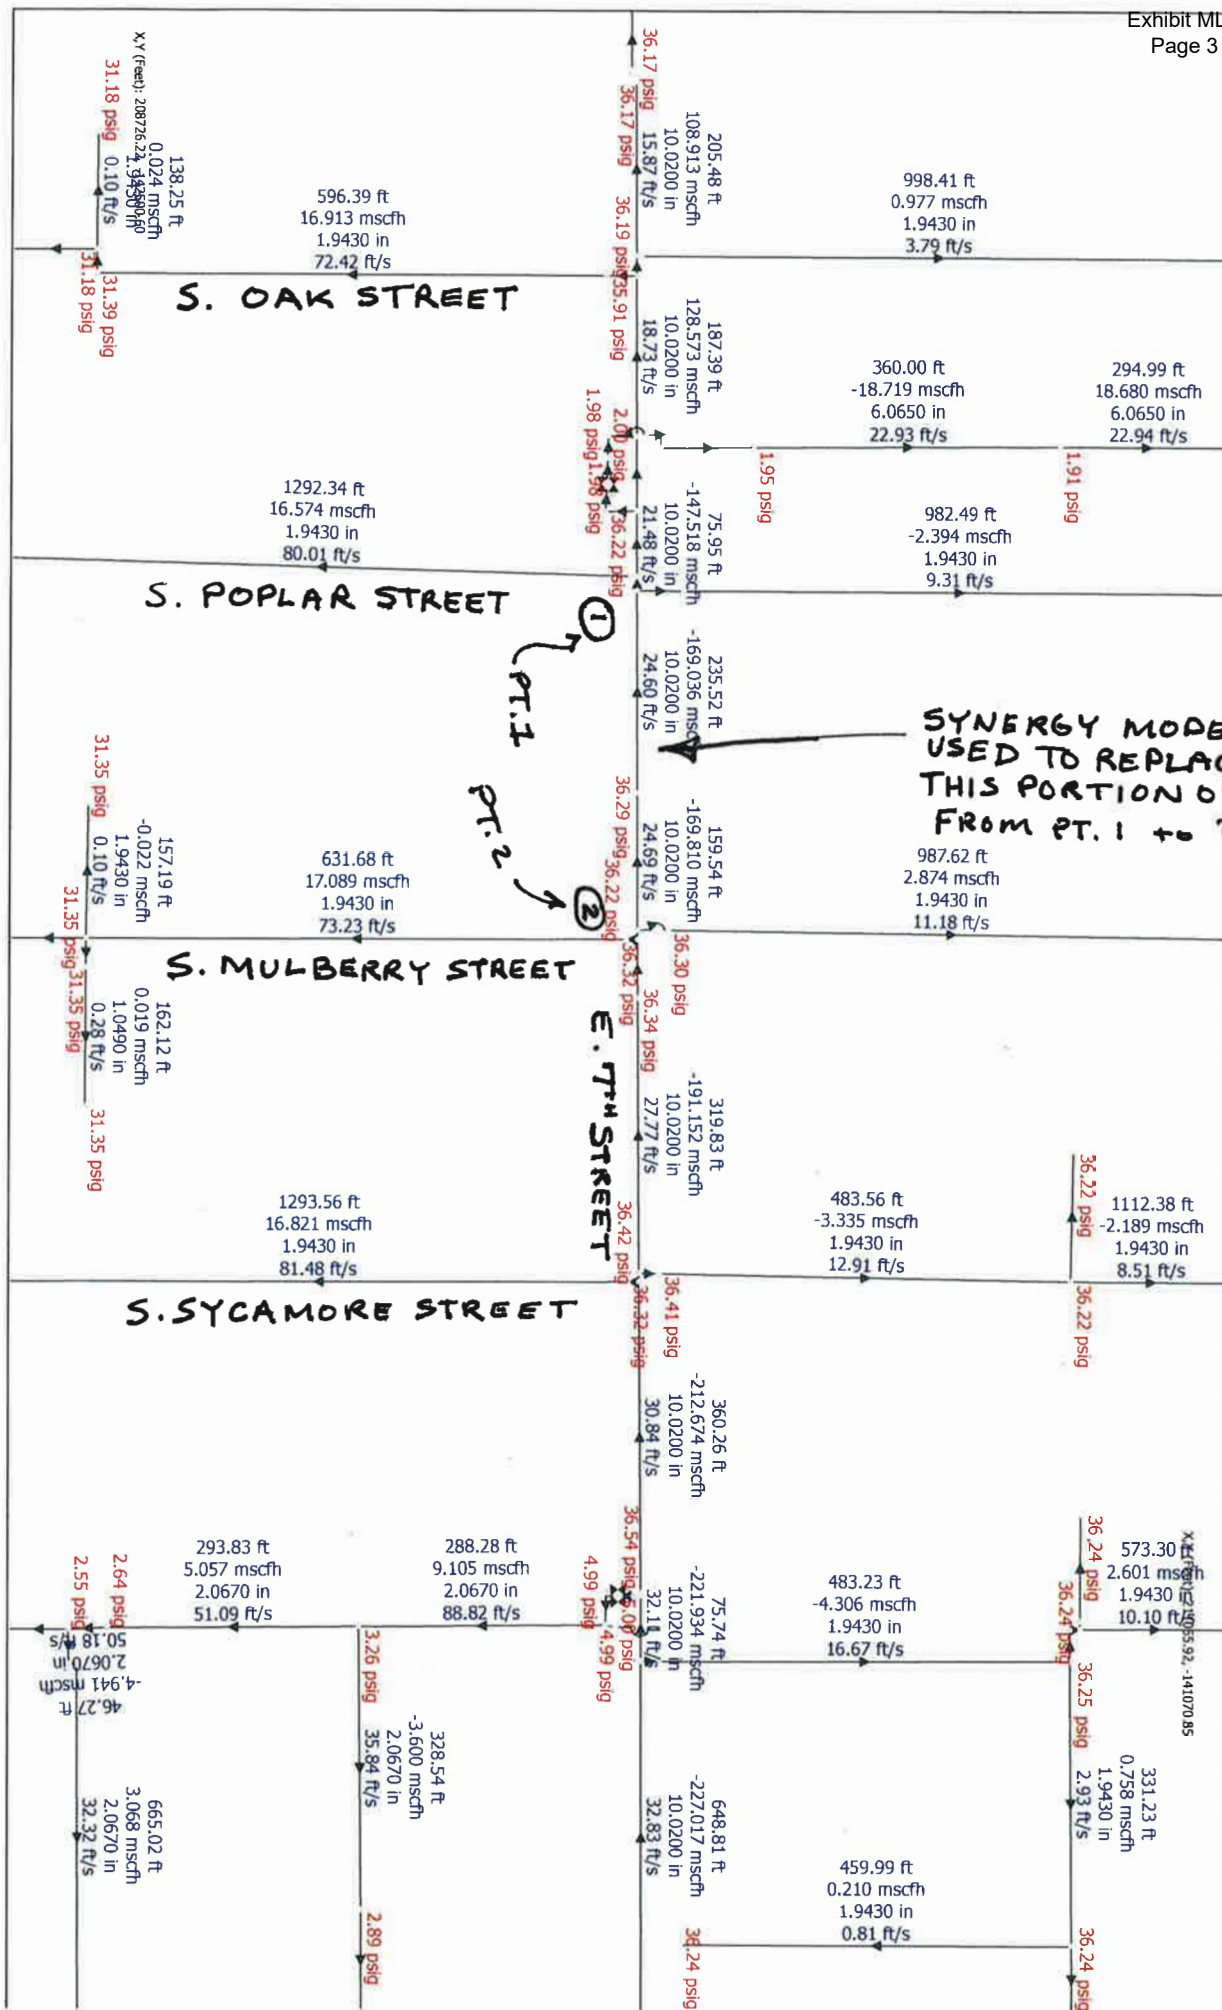 Exhibit ML
Page 3
36.17 psig
36.17 psig
205.48 ft
108.913 mscfh
10.0200 in
15.87 ft/s
X,Y (Feet): 208726.22
31.18 psig
138.25 ft
0.024 mscfh
0.10 ft/s
31.18 psig
31.39 psig
596.39 ft
16.913 mscfh
1.9430 in
72.42 ft/s
998.41 ft
0.977 mscfh
1.9430 in
3.79 ft/s
36.19 psig
35.91 psig
S. OAK STREET
187.39 ft
128.573 mscfh
10.0200 in
18.73 ft/s
360.00 ft
-18.719 mscfh
6.0650 in
22.93 ft/s
294.99 ft
18.680 mscfh
6.0650 in
22.94 ft/s
1.98 psig
2.00 psig
1.98 psig
1.95 psig
1.91 psig
1292.34 ft
16.574 mscfh
1.9430 in
80.01 ft/s
36.22 psig
75.95 ft
-147.518 mscfh
10.0200 in
21.48 ft/s
982.49 ft
-2.394 mscfh
1.9430 in
9.31 ft/s
S. POPLAR STREET
1
PT.1
235.52 ft
-169.036 msc
10.0200 in
24.60 ft/s
SYNERGY MODE
USED TO REPLAC
THIS PORTION O
FROM PT. 1 to
PT. 2
2
31.35 psig
157.19 ft
-0.022 mscfh
1.9430 in
0.10 ft/s
631.68 ft
17.089 mscfh
1.9430 in
73.23 ft/s
36.29 psig
36.22 psig
159.54 ft
-169.810 mscfh
10.0200 in
24.69 ft/s
987.62 ft
2.874 mscfh
1.9430 in
11.18 ft/s
31.35 psig
31.35 psig
S. MULBERRY STREET
36.32 psig
36.30 psig
36.34 psig
162.12 ft
0.019 mscfh
1.0490 in
0.28 ft/s
31.35 psig
E. 7TH STREET
319.83 ft
-191.152 mscfh
10.0200 in
27.77 ft/s
1293.56 ft
16.821 mscfh
1.9430 in
81.48 ft/s
36.42 psig
483.56 ft
-3.335 mscfh
1.9430 in
12.91 ft/s
36.22 psig
1112.38 ft
-2.189 mscfh
1.9430 in
8.51 ft/s
S. SYCAMORE STREET
36.32 psig
36.41 psig
36.22 psig
360.26 ft
-212.674 mscfh
10.0200 in
30.84 ft/s
293.83 ft
5.057 mscfh
2.0670 in
51.09 ft/s
288.28 ft
9.105 mscfh
2.0670 in
88.82 ft/s
36.54 psig
4.99 psig
4.99 psig
75.74 ft
-221.934 mscfh
10.0200 in
32.11 ft/s
483.23 ft
-4.306 mscfh
1.9430 in
16.67 ft/s
36.24 psig
36.24 psig
573.30
2.601 mscfh
1.9430 in
10.10 ft/s
55.92, -141070.85
2.64 psig
2.55 psig
46.27 ft
-4.941 mscfh
2.0670 in
50.18 ft/s
3.26 psig
36.25 psig
328.54 ft
-3.600 mscfh
2.0670 in
35.84 ft/s
331.23 ft
0.758 mscfh
1.9430 in
2.93 ft/s
665.02 ft
3.068 mscfh
2.0670 in
32.32 ft/s
648.81 ft
-227.017 mscfh
10.0200 in
32.83 ft/s
459.99 ft
0.210 mscfh
1.9430 in
0.81 ft/s
2.89 psig
36.24 psig
36.24 psig